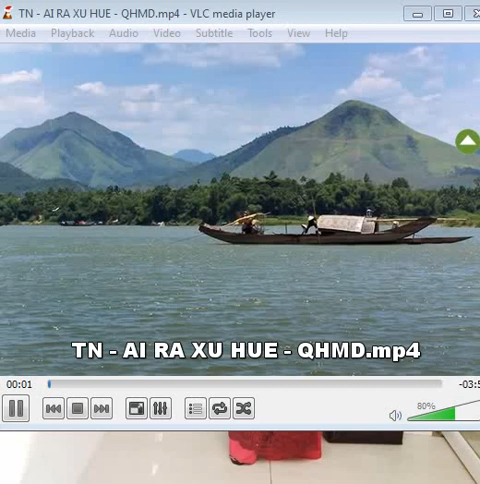 TN - AI RA XU HUE - QHMD.mp4 - VLC media player
Media Playback Audio Video Subtitle Tools View Help
TN - AI RA XU HUE - QHMD.mp4
00:01
80%